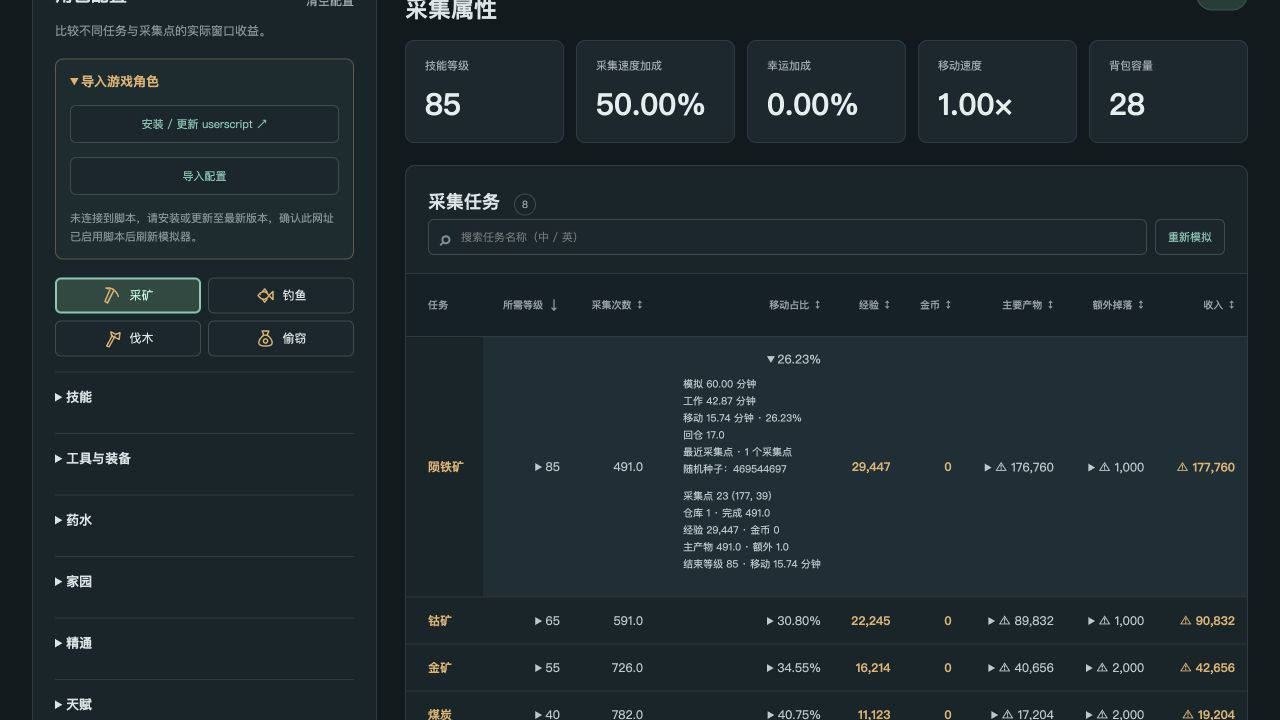 角色配置
清空配置
比较不同任务与采集点的实际窗口收益。
▼导入游戏角色
安装 / 更新 userscript ↗
导入配置
未连接到脚本，请安装或更新至最新版本，确认此网址
已启用脚本后刷新模拟器。
采矿
钓鱼
伐木
偷窃
▶ 技能
▶ 工具与装备
▶ 药水
▶ 家园
▶ 精通
▶ 天赋
采集属性
技能等级
85
采集速度加成
50.00%
幸运加成
0.00%
移动速度
1.00×
背包容量
28
采集任务 8
搜索任务名称（中 / 英）
重新模拟
任务 所需等级 ↓ 采集次数 ↕ 移动占比 ↕ 经验 ↕ 金币 ↕ 主要产物 ↕ 额外掉落 ↕ 收入 ↕
▼ 26.23%
模拟 60.00 分钟
工作 42.87 分钟
移动 15.74 分钟 · 26.23%
回仓 17.0
最近采集点 · 1 个采集点
随机种子：469544697
采集点 23 (177, 39)
仓库 1 · 完成 491.0
经验 29,447 · 金币 0
主产物 491.0 · 额外 1.0
结束等级 85 · 移动 15.74 分钟
陨铁矿 ▶ 85 491.0 29,447 0 ▶ ⚠ 176,760 ▶ ⚠ 1,000 ⚠ 177,760
钴矿 ▶ 65 591.0 ▶ 30.80% 22,245 0 ▶ ⚠ 89,832 ▶ ⚠ 1,000 ⚠ 90,832
金矿 ▶ 55 726.0 ▶ 34.55% 16,214 0 ▶ ⚠ 40,656 ▶ ⚠ 2,000 ⚠ 42,656
煤炭 ▶ 40 782.0 ▶ 40.75% 11,123 0 ▶ ⚠ 17,204 ▶ ⚠ 2,000 ⚠ 19,204